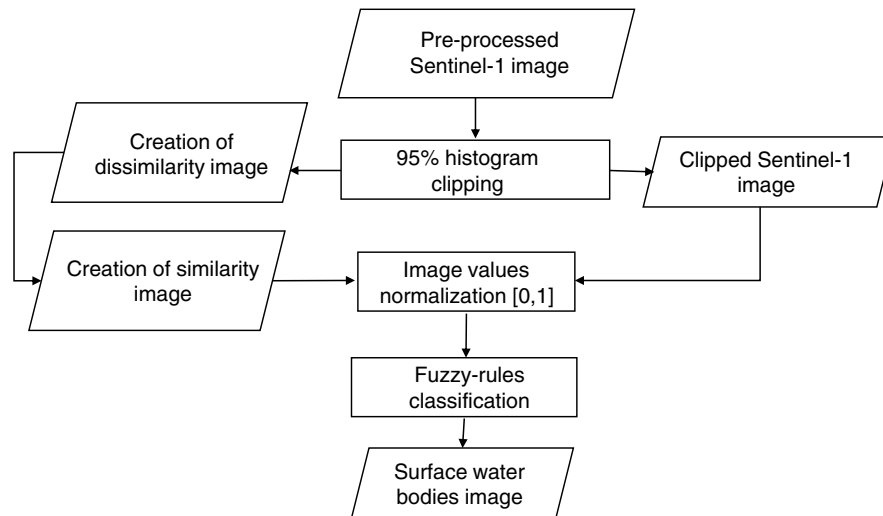 Pre-processed
Sentinel-1 image
Creation of
dissimilarity image
95% histogram
clipping
Clipped Sentinel-1
image
Creation of similarity
image
Image values
normalization [0,1]
Fuzzy-rules
classification
Surface water
bodies image